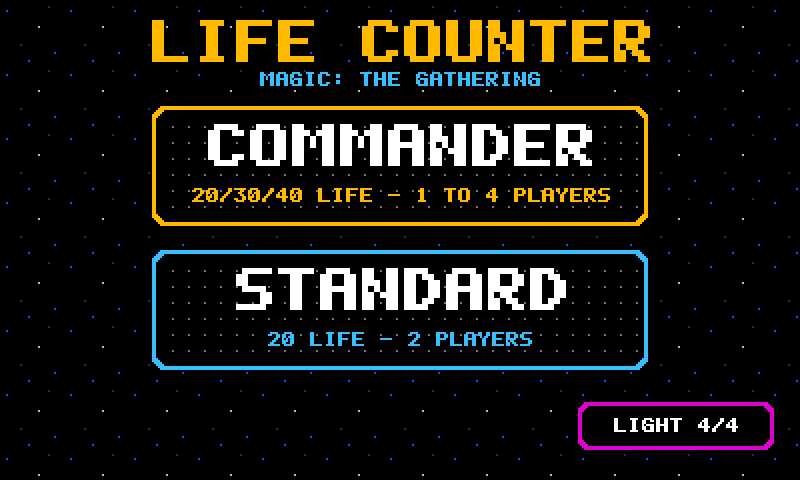 LIFE COUNTER
MAGIC: THE GATHERING
COMMANDER
20/30/40 LIFE - 1 TO 4 PLAYERS
STANDARD
20 LIFE - 2 PLAYERS
LIGHT 4/4